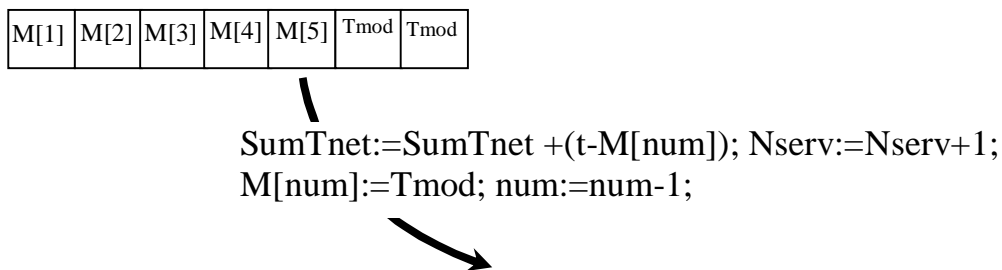 M[1] M[2] M[3] M[4] M[5] Tmod Tmod
SumTnet:=SumTnet +(t-M[num]); Nserv:=Nserv+1;
M[num]:=Tmod; num:=num-1;